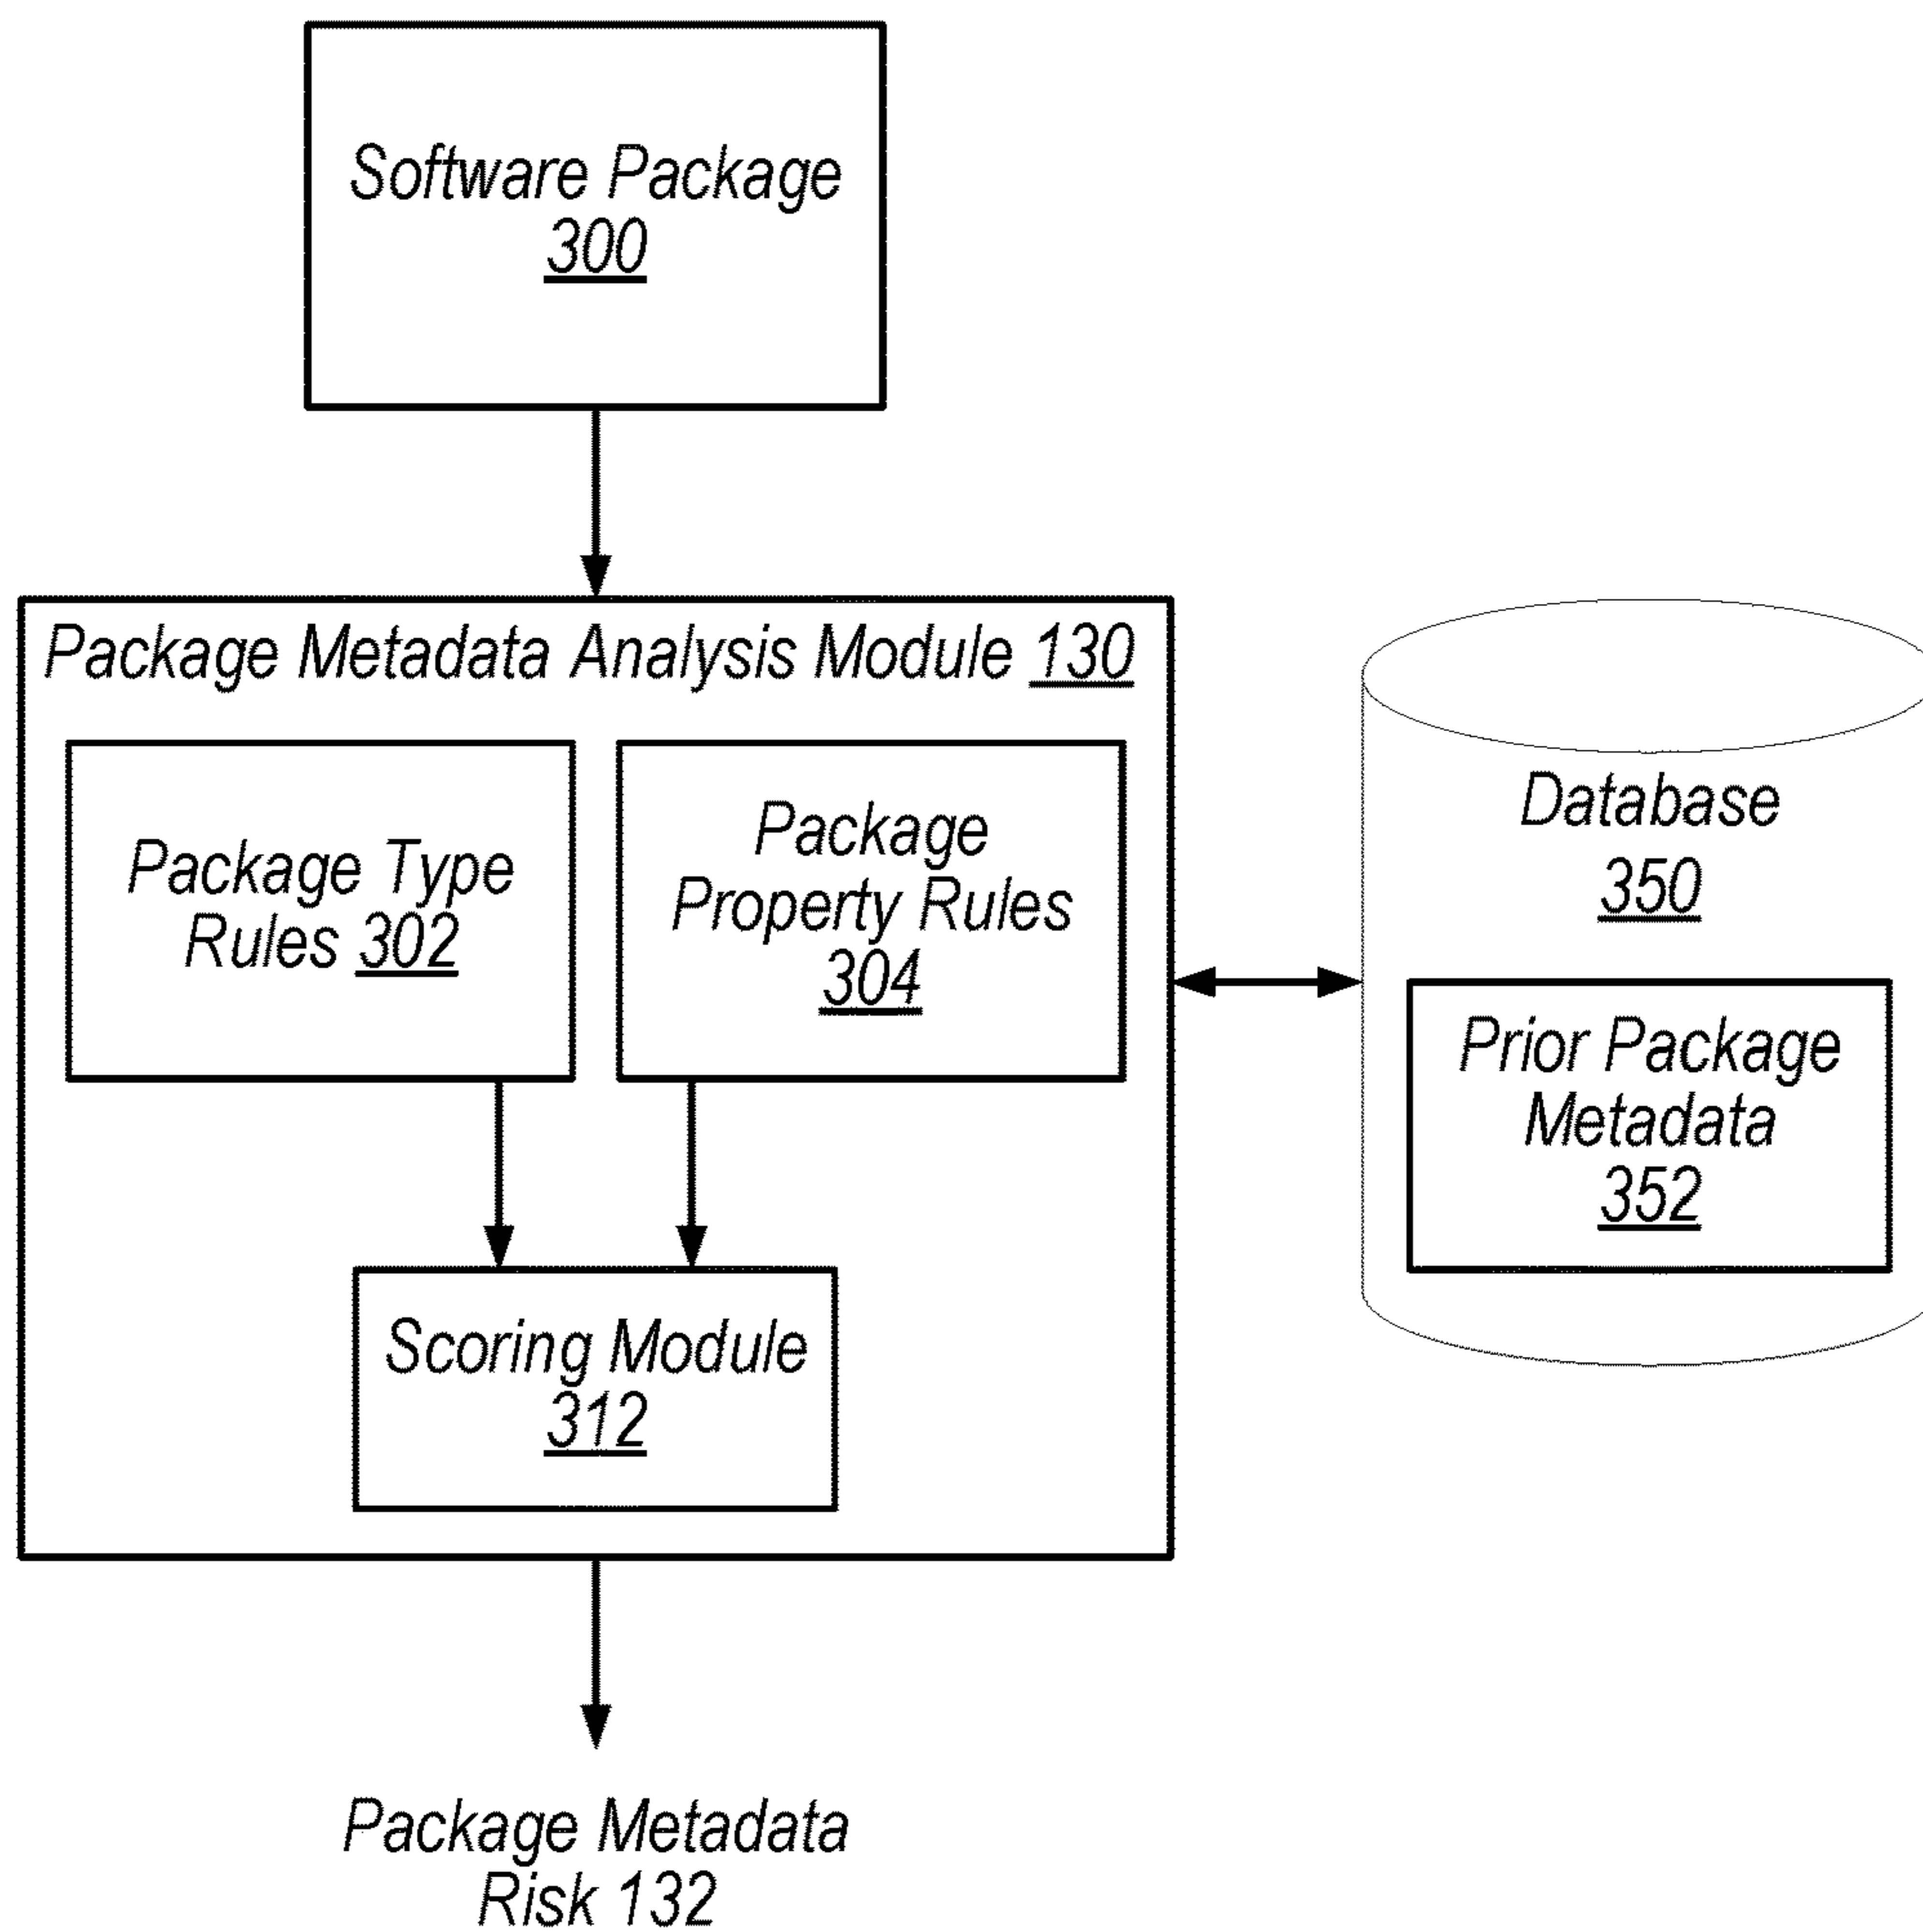 Software Package
300
Package Metadata Analysis Module 130
Package Type
Rules 302
Package
Property Rules
304
Scoring Module
312
Database
350
Prior Package
Metadata
352
Package Metadata
Risk 132